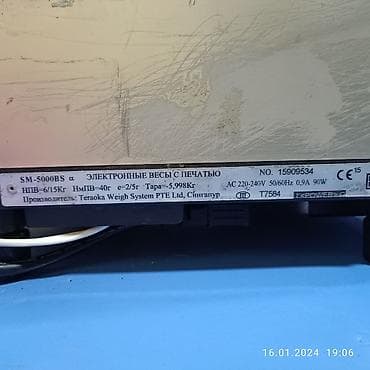 SM-5000BS α ЭЛЕКТРОННЫЕ ВЕСЫ С ПЕЧАТЬЮ NO. 15909534
НПВ=6/15Кг НмПВ=40г e=2/5г Тара=-5,998Кг AC 220-240V 50/60Hz 0,9A 90W CE 15
Производитель: Teraoka Weigh System PTE Ltd, Сингапур T7584
16.01.2024 19:06